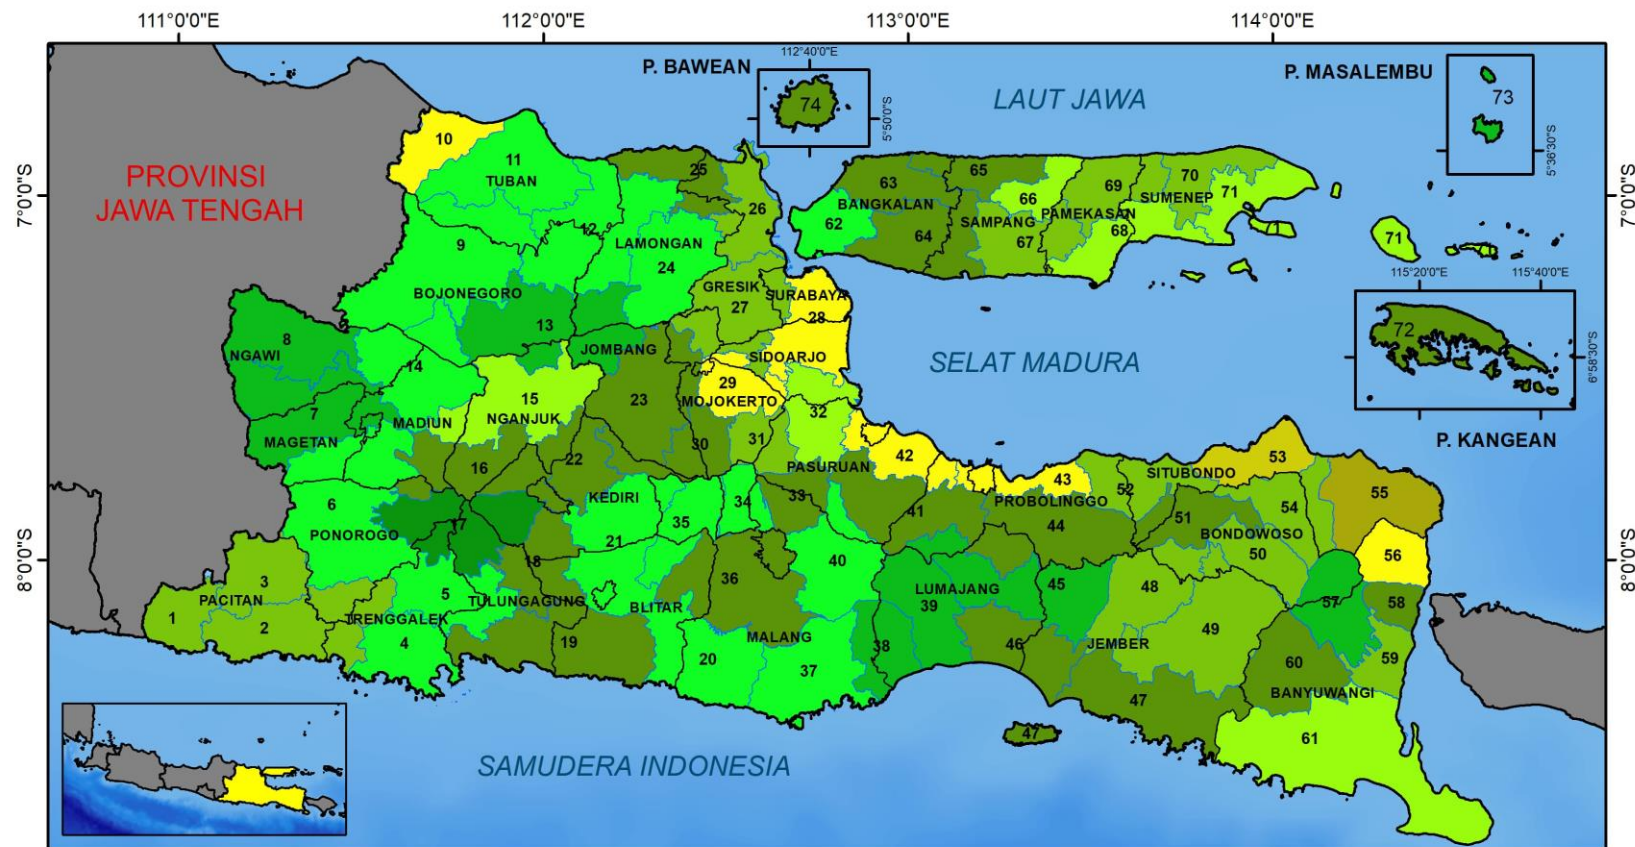 111°0'0"E 112°0'0"E 113°0'0"E 114°0'0"E
112°40'0"E
P. BAWEAN
74
5°50'0"S
LAUT JAWA
P. MASALEMBU
73
5°36'30"S
PROVINSI
JAWA TENGAH
7°0'0"S
7°0'0"S
10
11
TUBAN
25
26
12
9
LAMONGAN
24
BOJONEGORO
GRESIK
27
SURABAYA
28
13
8
NGAWI
JOMBANG
SIDOARJO
14
15
NGANJUK
23
29
MOJOKERTO
32
7
MAGETAN
MADIUN
31
30
63
BANGKALAN
62
64
65
66
SAMPANG
67
PAMEKASAN
69
68
70
SUMENEP
71
71
115°20'0"E 115°40'0"E
72
6°58'30"S
P. KANGEAN
SELAT MADURA
16
22
PASURUAN
42
43
PROBOLINGGO
52
SITUBONDO
53
54
55
6
PONOROGO
17
KEDIRI
21
35
34
33
41
44
51
BONDOWOSO
50
56
8°0'0"S
8°0'0"S
18
3
PACITAN
1
2
5
TRENGGALEK
4
TULUNGAGUNG
19
BLITAR
36
40
LUMAJANG
39
45
48
49
57
58
20
MALANG
37
38
46
JEMBER
47
47
60
59
BANYUWANGI
61
SAMUDERA INDONESIA